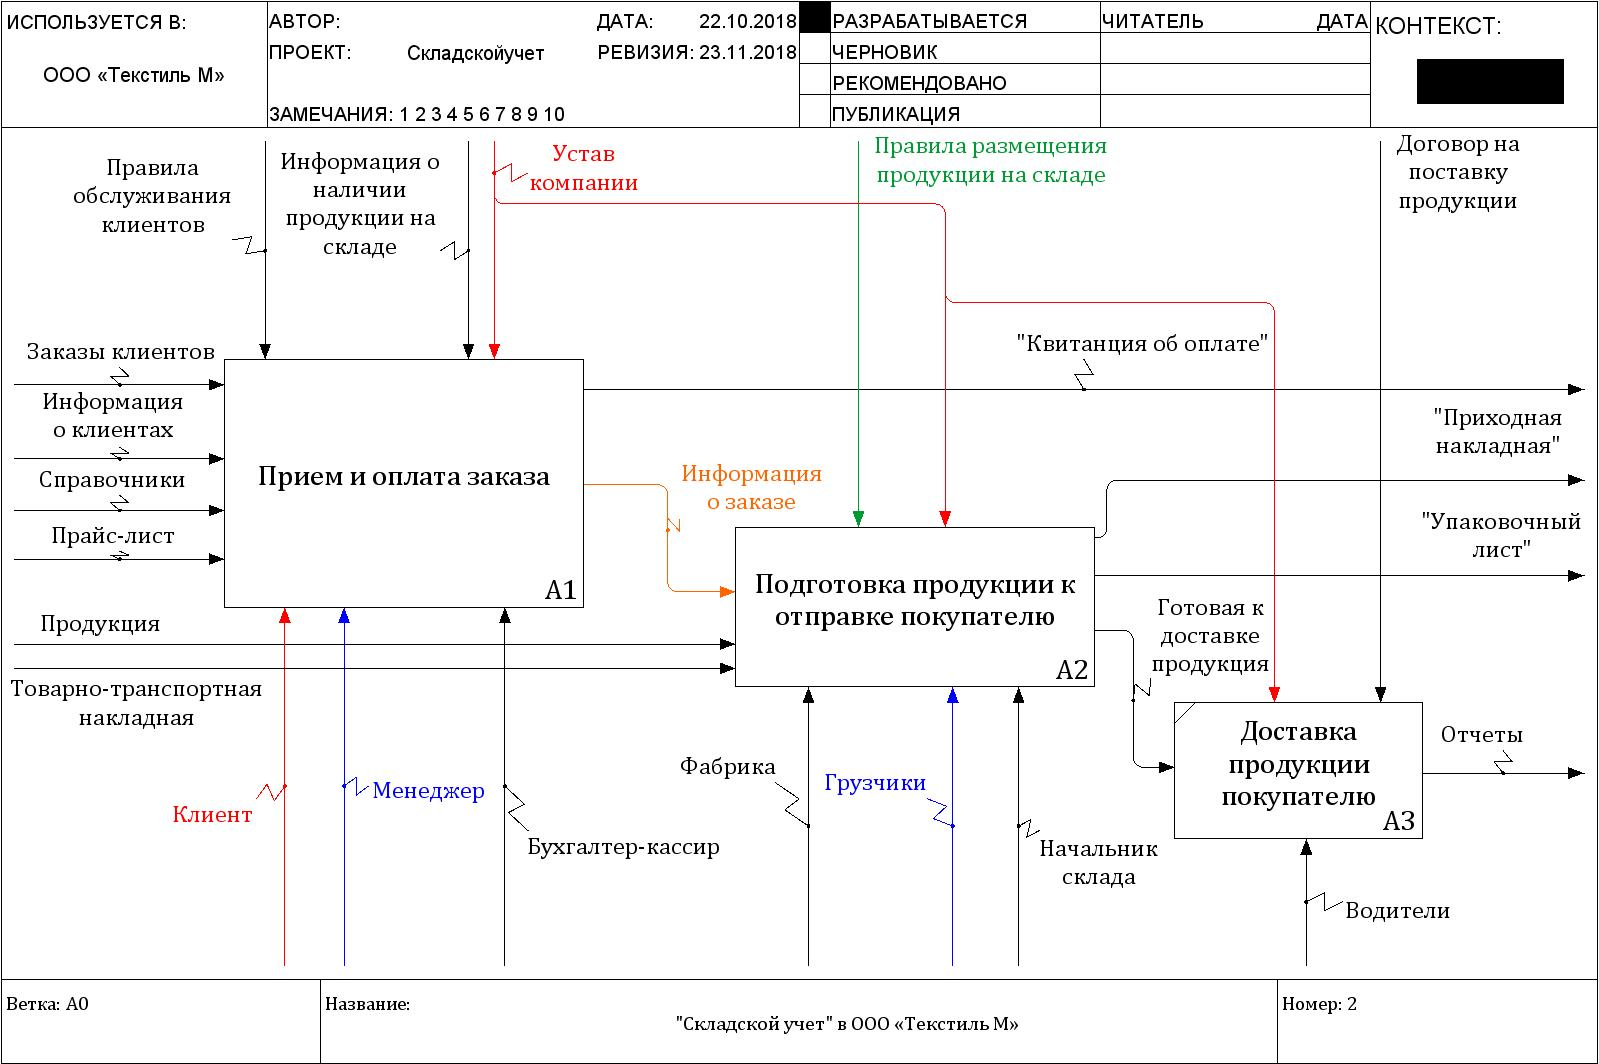 ИСПОЛЬЗУЕТСЯ В:
ООО «Текстиль М»
АВТОР:
ДАТА: 22.10.2018
ПРОЕКТ: Складскойучет
РЕВИЗИЯ: 23.11.2018
ЗАМЕЧАНИЯ: 1 2 3 4 5 6 7 8 9 10
РАЗРАБАТЫВАЕТСЯ
ЧЕРНОВИК
РЕКОМЕНДОВАНО
ПУБЛИКАЦИЯ
ЧИТАТЕЛЬ ДАТА
КОНТЕКСТ:
Правила
обслуживания
клиентов
Информация о
наличии
продукции на
складе
Устав
компании
Правила размещения
продукции на складе
Договор на
поставку
продукции
Заказы клиентов
Информация
о клиентах
Справочники
Прайс-лист
Прием и оплата заказа
A1
"Квитанция об оплате"
"Приходная
накладная"
"Упаковочный
лист"
Информация
о заказе
Продукция
Товарно-транспортная
накладная
Подготовка продукции к
отправке покупателю
A2
Готовая к
доставке
продукция
Доставка
продукции
покупателю
A3
Отчеты
Клиент
Менеджер
Бухгалтер-кассир
Фабрика
Грузчики
Начальник
склада
Водители
Ветка: A0
Название:
"Складской учет" в ООО «Текстиль М»
Номер: 2